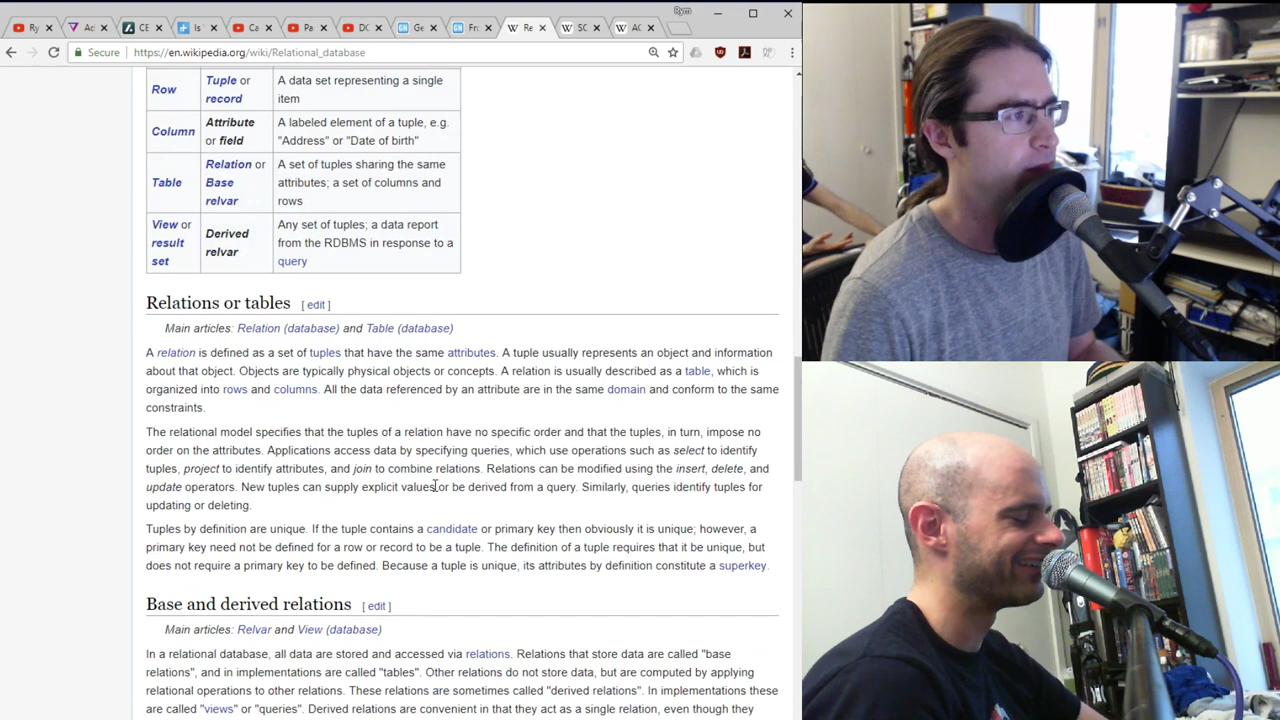 Ryan
Ry
Ad
CE
Is
Ca
Pa
DC
Ge
Fr
Re
SC
AC
Secure
https://en.wikipedia.org/wiki/Relational_database
Row
Tuple or
record
A data set representing a single
item
Column
Attribute
or field
A labeled element of a tuple, e.g.
"Address" or "Date of birth"
Table
Relation or
Base
relvar
A set of tuples sharing the same
attributes; a set of columns and
rows
View or
result
set
Derived
relvar
Any set of tuples; a data report
from the RDBMS in response to a
query
Relations or tables [ edit ]
Main articles: Relation (database) and Table (database)
A relation is defined as a set of tuples that have the same attributes. A tuple usually represents an object and information
about that object. Objects are typically physical objects or concepts. A relation is usually described as a table, which is
organized into rows and columns. All the data referenced by an attribute are in the same domain and conform to the same
constraints.
The relational model specifies that the tuples of a relation have no specific order and that the tuples, in turn, impose no
order on the attributes. Applications access data by specifying queries, which use operations such as select to identify
tuples, project to identify attributes, and join to combine relations. Relations can be modified using the insert, delete, and
update operators. New tuples can supply explicit values or be derived from a query. Similarly, queries identify tuples for
updating or deleting.
Tuples by definition are unique. If the tuple contains a candidate or primary key then obviously it is unique; however, a
primary key need not be defined for a row or record to be a tuple. The definition of a tuple requires that it be unique, but
does not require a primary key to be defined. Because a tuple is unique, its attributes by definition constitute a superkey.
Base and derived relations [ edit ]
Main articles: Relvar and View (database)
In a relational database, all data are stored and accessed via relations. Relations that store data are called "base
relations", and in implementations are called "tables". Other relations do not store data, but are computed by applying
relational operations to other relations. These relations are sometimes called "derived relations". In implementations these
are called "views" or "queries". Derived relations are convenient in that they act as a single relation, even though they